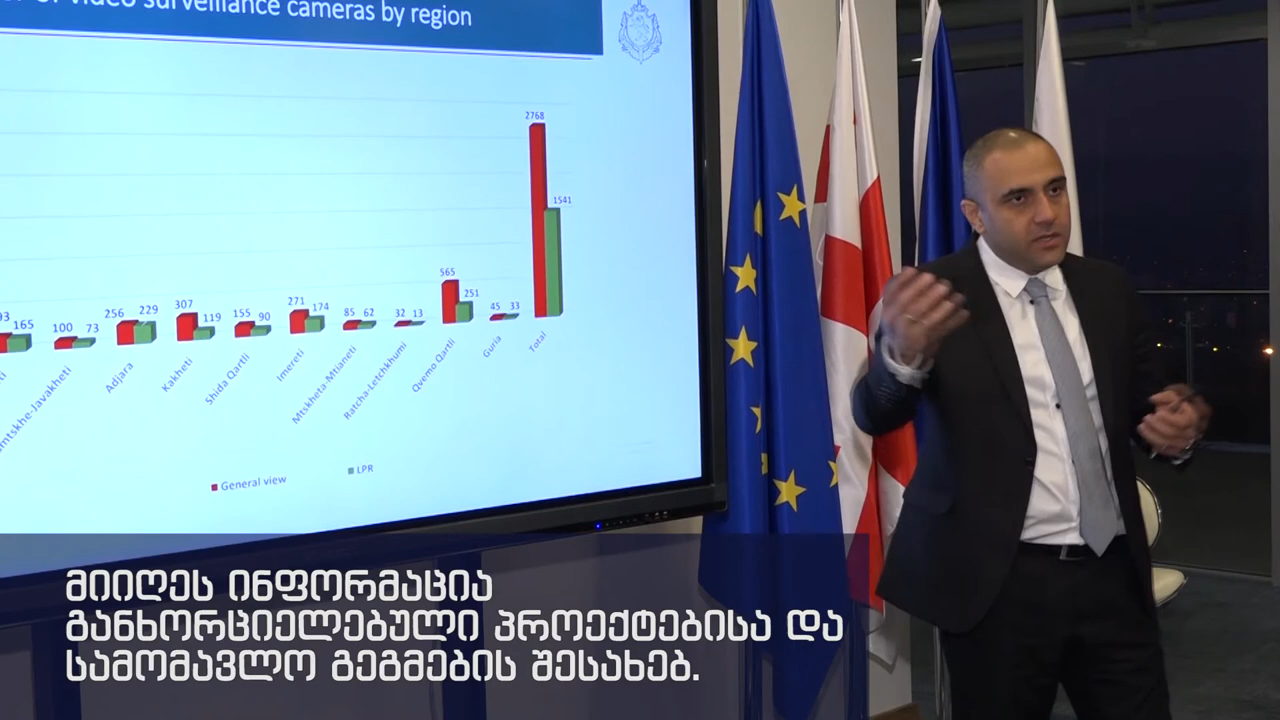 video surveillance cameras by region
2768
1541
565
251
307
119
271
174
256
229
155
90
165
100
73
85
62
32
13
45
33
Adjara
Kakheti
Shida Qartli
Imereti
Mtskheta-Mtianeti
Ratcha-Letchkhumi
Qvemo Qartli
Guria
Total
General view
LPR
მიიღეს ინფორმაცია
განხორციელებული პროექტებისა და
სამომავლო გეგმების შესახებ.